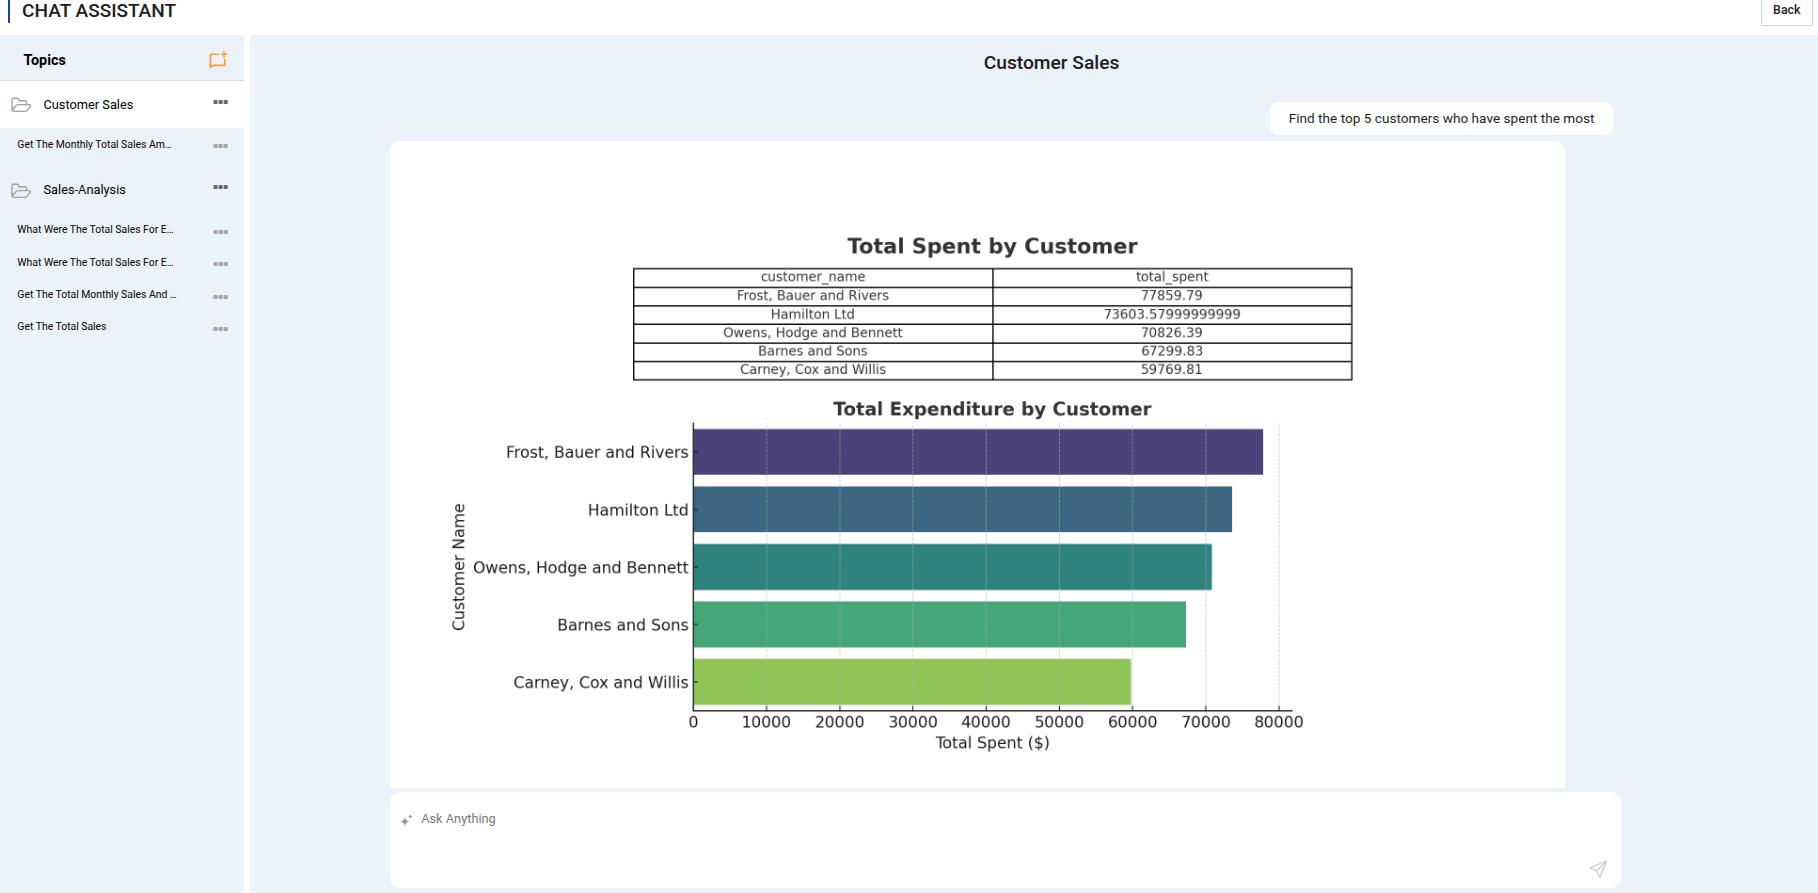 CHAT ASSISTANT
Back
Topics
Customer Sales
Get The Monthly Total Sales Am...
Sales-Analysis
What Were The Total Sales For E...
What Were The Total Sales For E...
Get The Total Monthly Sales And ...
Get The Total Sales
Customer Sales
Find the top 5 customers who have spent the most
Total Spent by Customer
customer_name total_spent
Frost, Bauer and Rivers 77859.79
Hamilton Ltd 73603.57999999999
Owens, Hodge and Bennett 70826.39
Barnes and Sons 67299.83
Carney, Cox and Willis 59769.81
Total Expenditure by Customer
Customer Name
Frost, Bauer and Rivers
Hamilton Ltd
Owens, Hodge and Bennett
Barnes and Sons
Carney, Cox and Willis
0 10000 20000 30000 40000 50000 60000 70000 80000
Total Spent ($)
Ask Anything